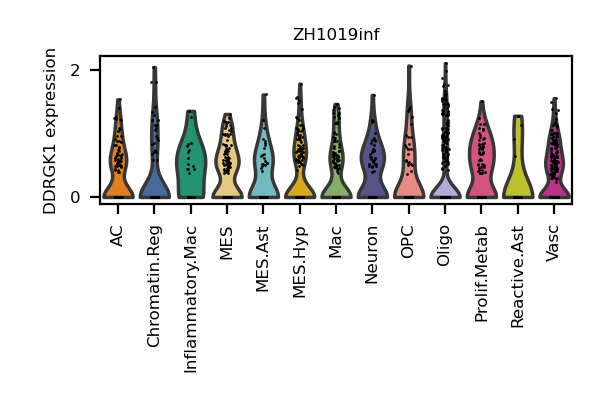 ZH1019inf
DDRGK1 expression
2
0
AC
Chromatin.Reg
Inflammatory.Mac
MES
MES.Ast
MES.Hyp
Mac
Neuron
OPC
Oligo
Prolif.Metab
Reactive.Ast
Vasc